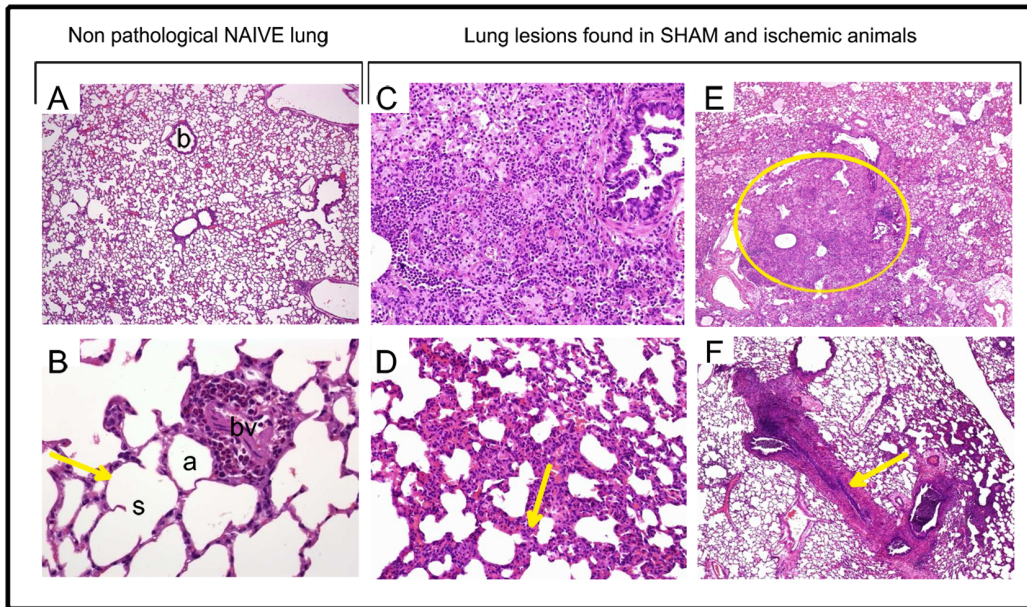 Non pathological NAIVE lung
Lung lesions found in SHAM and ischemic animals
A
b
B
bv
a
s
C
D
E
F